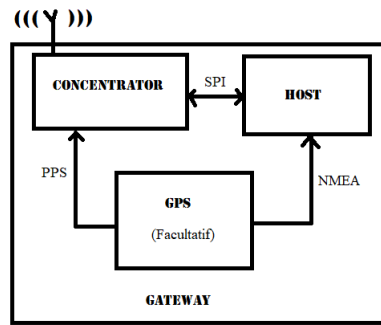 ((( )))
CONCENTRATOR
SPI
HOST
PPS
NMEA
GPS
(Facultatif)
GATEWAY